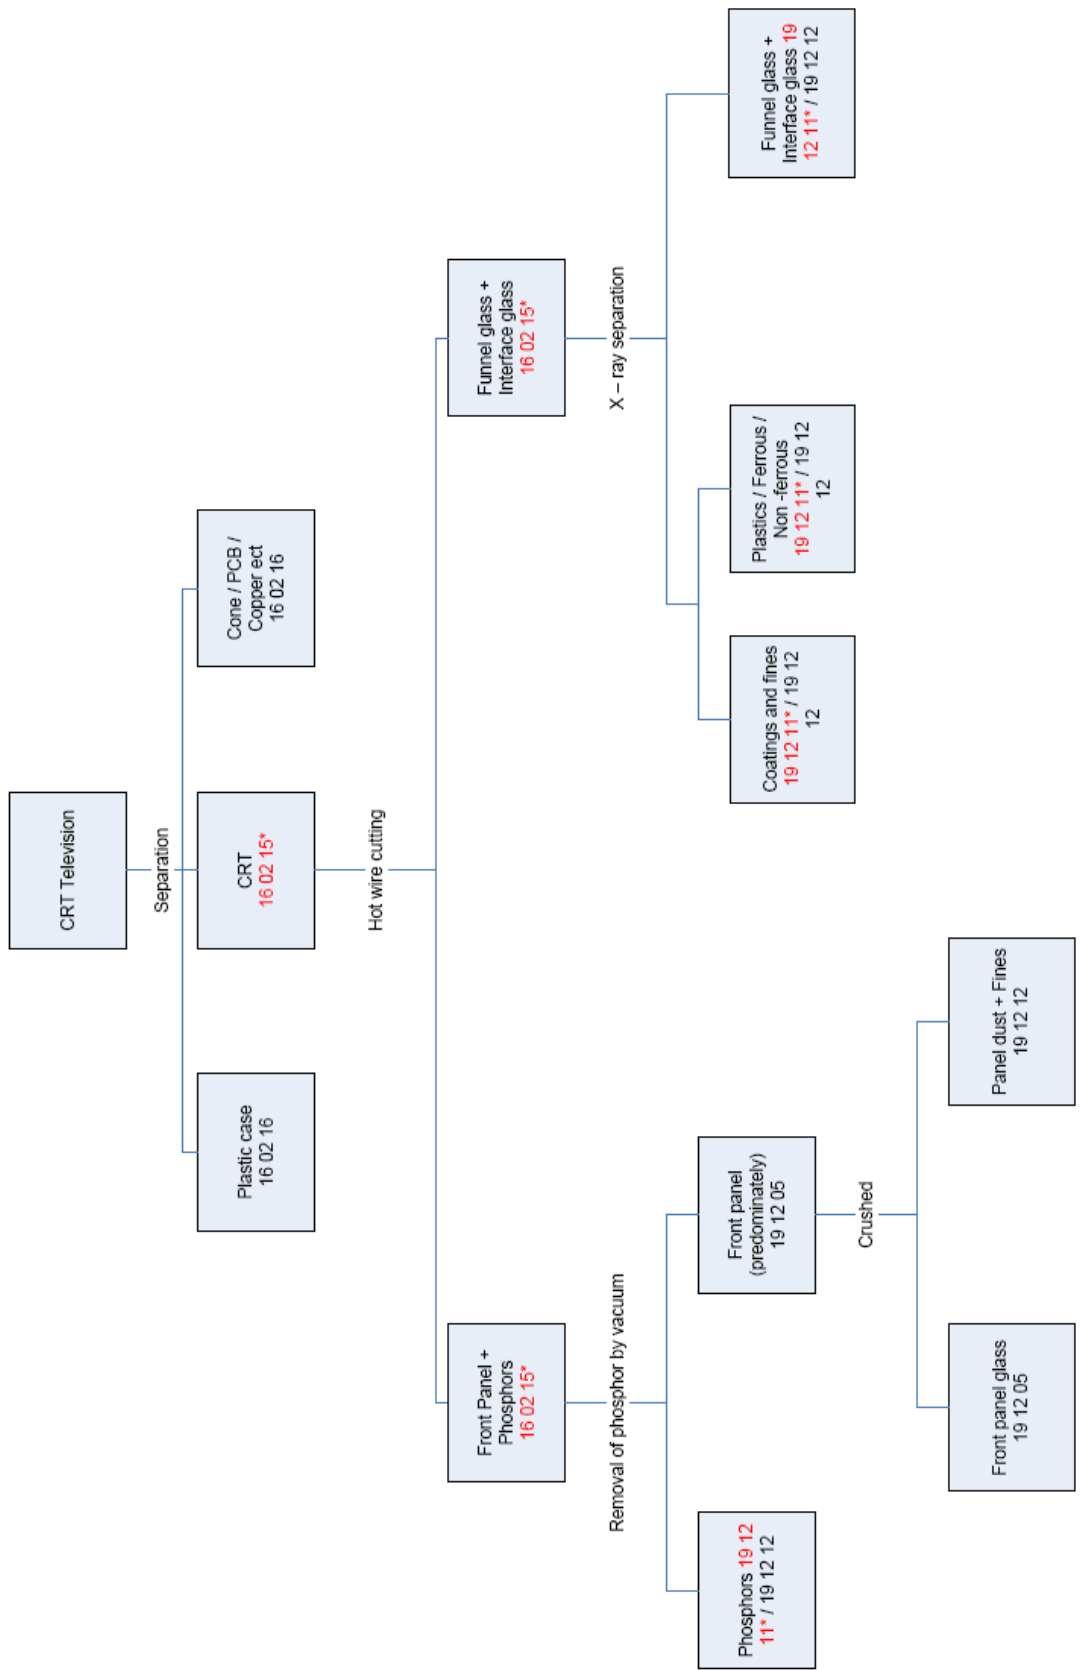 CRT Television
Separation
Plastic case
16 02 16
CRT
16 02 15*
Cone / PCB /
Copper ect
16 02 16
Hot wire cutting
Front Panel +
Phosphors
16 02 15*
Funnel glass +
Interface glass
16 02 15*
Removal of phosphor by vacuum
X – ray separation
Phosphors 19 12
11* / 19 12 12
Front panel
(predominately)
19 12 05
Coatings and fines
19 12 11* / 19 12
12
Plastics / Ferrous /
Non -ferrous
19 12 11* / 19 12
12
Funnel glass +
Interface glass 19
12 11* / 19 12 12
Crushed
Front panel glass
19 12 05
Panel dust + Fines
19 12 12